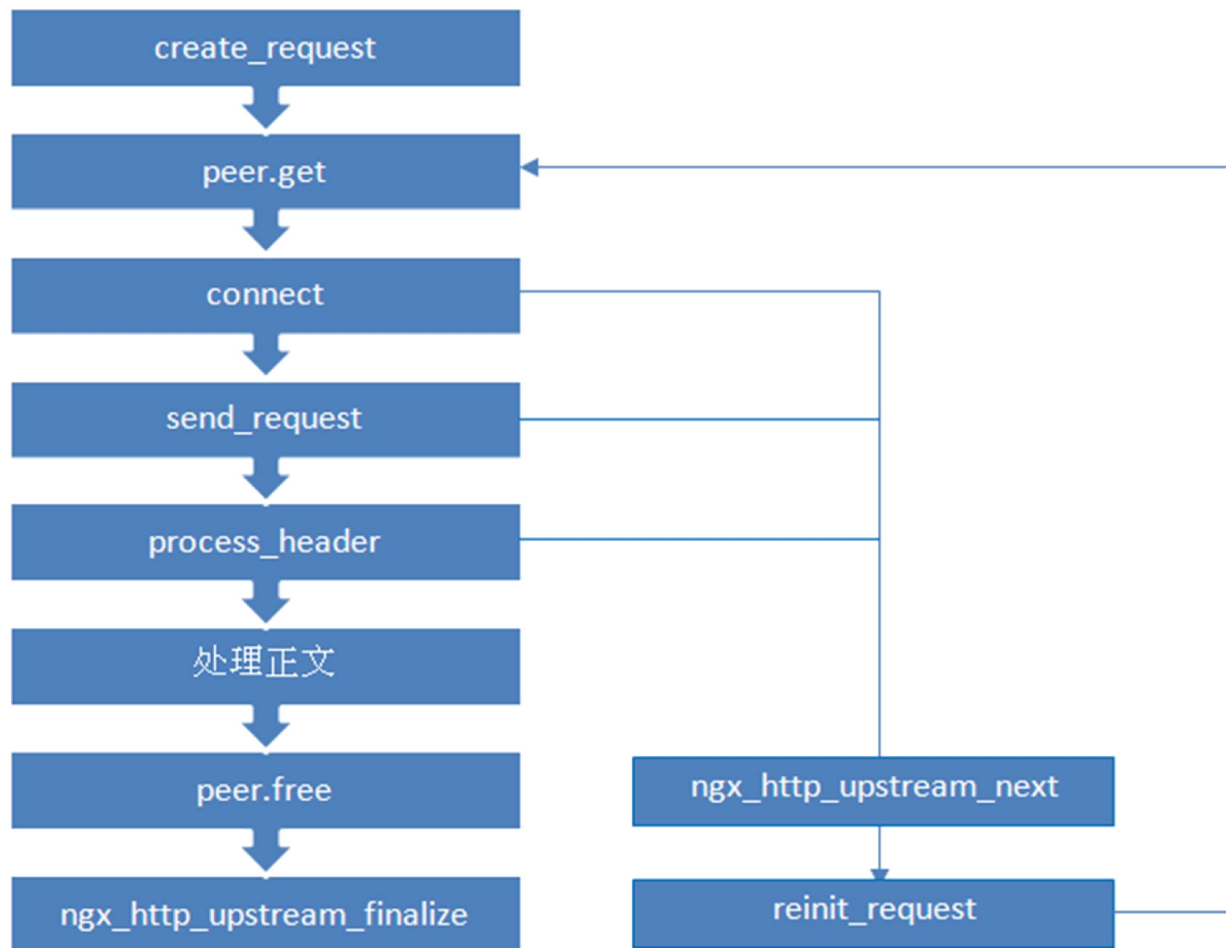 create_request
peer.get
connect
send_request
process_header
处理正文
peer.free
ngx_http_upstream_finalize
ngx_http_upstream_next
reinit_request